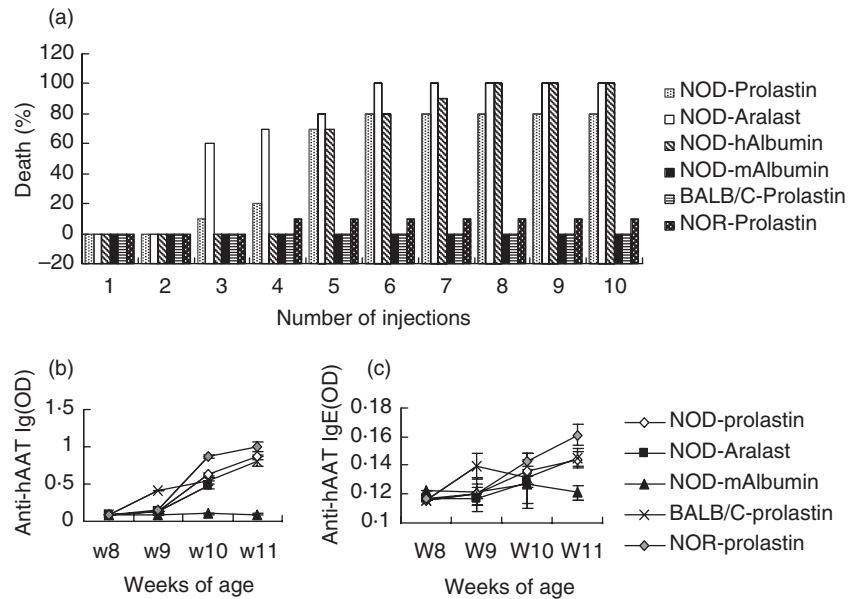 (a)
120
100
80
60
40
20
0
−20
Death (%)
1 2 3 4 5 6 7 8 9 10
Number of injections
NOD-Prolastin
NOD-Aralast
NOD-hAlbumin
NOD-mAlbumin
BALB/C-Prolastin
NOR-Prolastin
(b)
1·5
1
0·5
0
Anti-hAAT Ig(OD)
w8 w9 w10 w11
Weeks of age
(c)
0·18
0·16
0·14
0·12
0·1
Anti-hAAT IgE(OD)
W8 W9 W10 W11
Weeks of age
NOD-prolastin
NOD-Aralast
NOD-mAlbumin
BALB/C-prolastin
NOR-prolastin